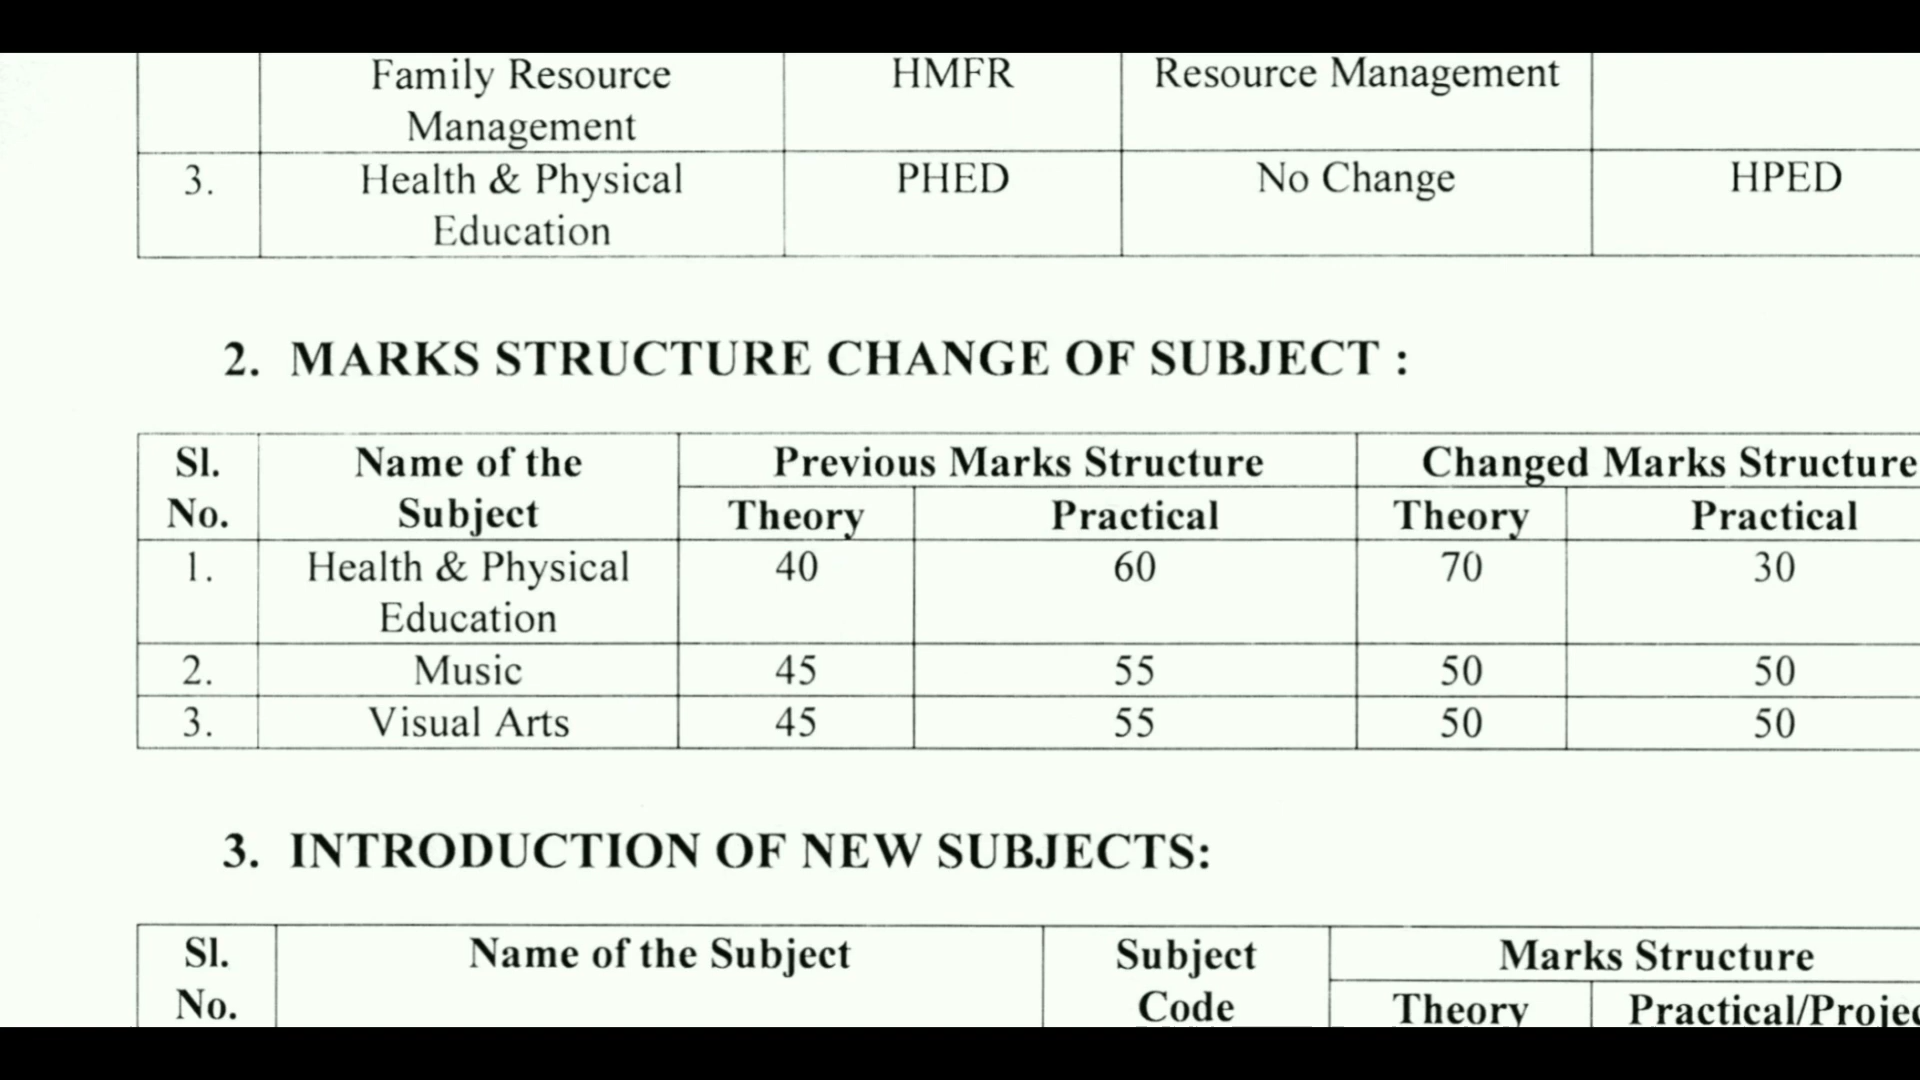 Family Resource HMFR Resource Management
Management
3. Health & Physical PHED No Change HPED
Education
2. MARKS STRUCTURE CHANGE OF SUBJECT :
Sl. Name of the Previous Marks Structure Changed Marks Structure
No. Subject Theory Practical Theory Practical
1. Health & Physical 40 60 70 30
Education
2. Music 45 55 50 50
3. Visual Arts 45 55 50 50
3. INTRODUCTION OF NEW SUBJECTS:
Sl. Name of the Subject Subject Marks Structure
No. Code Theory Practical/Projec